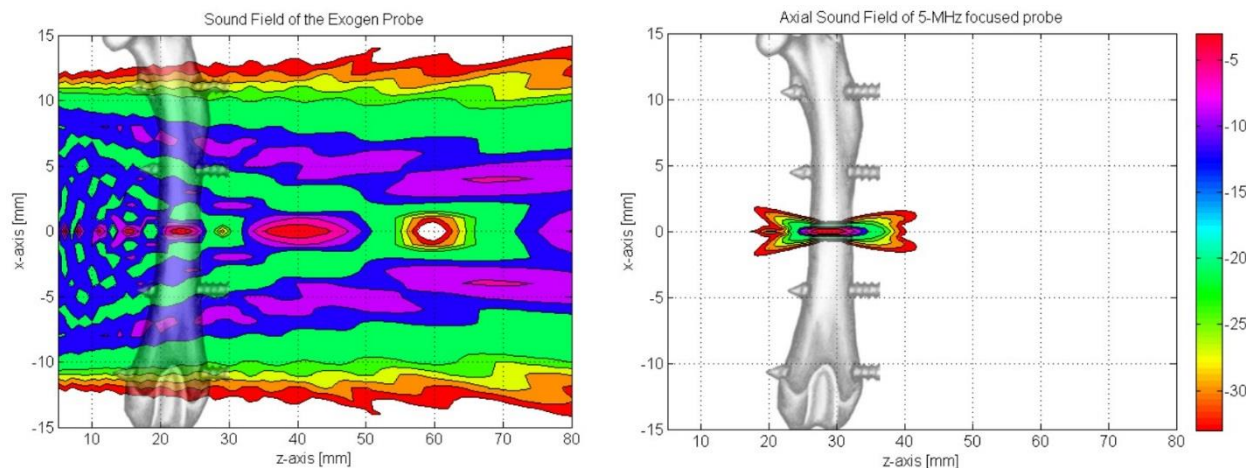 Sound Field of the Exogen Probe
15
10
5
0
-5
-10
-15
x-axis [mm]
10 20 30 40 50 60 70 80
z-axis [mm]
Axial Sound Field of 5-MHz focused probe
15
10
5
0
-5
-10
-15
x-axis [mm]
10 20 30 40 50 60 70 80
z-axis [mm]
-5
-10
-15
-20
-25
-30